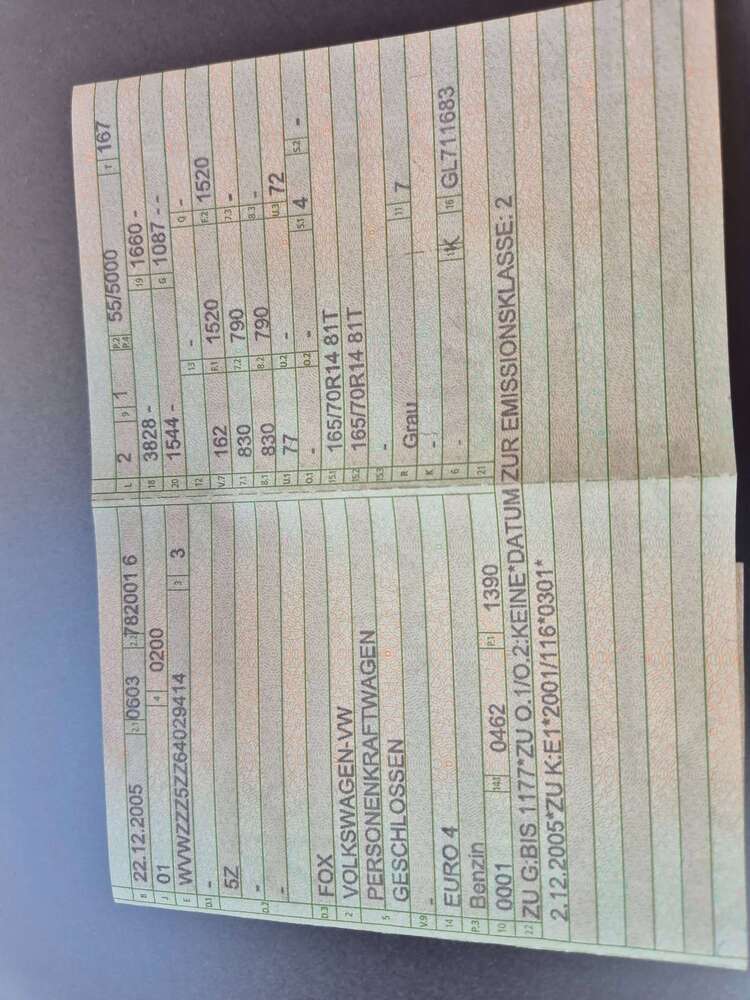 B 22.12.2005 2.1 0603 2.2 782001 6 L 2 9 1 P.2 P.4 55/5000 T 167
J 01 4 0200 18 3828 - 19 1660 -
E WVWZZZ5ZZ64029414 3 3 20 1544 - G 1087 - -
D.1 - 12 13 - Q -
5Z V.7 162 F.1 1520 F.2 1520
- 7.1 830 7.2 790 7.3 -
D.2 - 8.1 830 8.2 790 8.3 -
U.1 77 U.2 - U.3 72
D.3 FOX O.1 - O.2 - S.1 4 S.2 -
2 VOLKSWAGEN-VW 15.1 165/70R14 81T
5 PERSONENKRAFTWAGEN 15.2 165/70R14 81T
GESCHLOSSEN 15.3 -
V.9 - R Grau 11 7
14 EURO 4 K -
P.3 Benzin 6 - K 16 GL711683
10 0001 14.1 0462 P.1 1390 21
22 ZU G:BIS 1177*ZU O.1/O.2:KEINE*DATUM ZUR EMISSIONSKLASSE: 2
2.12.2005*ZU K:E1*2001/116*0301*